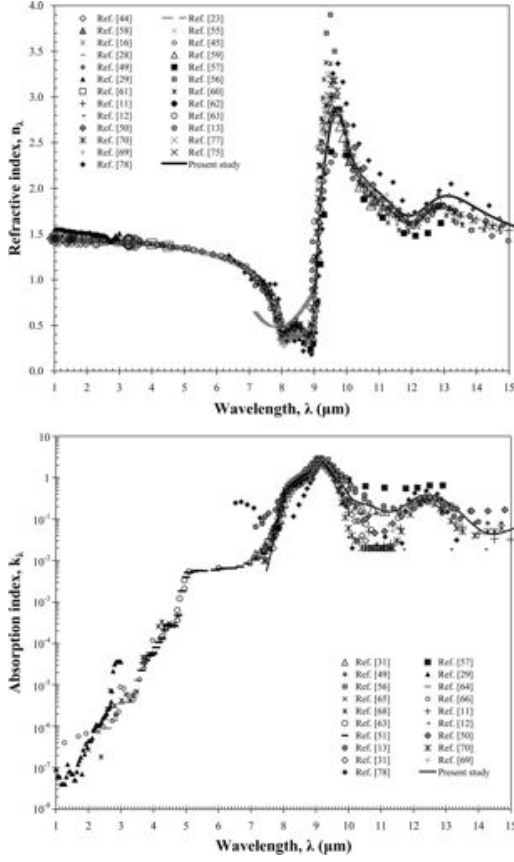 4.0
3.5
3.0
2.5
2.0
1.5
1.0
0.5
0.0
Refractive index, nλ
Ref. [44] Ref. [23]
Ref. [58] Ref. [55]
Ref. [16] Ref. [45]
Ref. [28] Ref. [59]
Ref. [49] Ref. [57]
Ref. [29] Ref. [56]
Ref. [61] Ref. [60]
Ref. [11] Ref. [62]
Ref. [12] Ref. [63]
Ref. [50] Ref. [13]
Ref. [70] Ref. [77]
Ref. [69] Ref. [75]
Ref. [78] Present study
1 2 3 4 5 6 7 8 9 10 11 12 13 14 15
Wavelength, λ (μm)
10
1
10⁻¹
10⁻²
10⁻³
10⁻⁴
10⁻⁵
10⁻⁶
10⁻⁷
10⁻⁸
Absorption index, kλ
Ref. [31] Ref. [57]
Ref. [49] Ref. [29]
Ref. [56] Ref. [64]
Ref. [65] Ref. [66]
Ref. [68] Ref. [11]
Ref. [63] Ref. [12]
Ref. [51] Ref. [50]
Ref. [13] Ref. [70]
Ref. [31] Ref. [69]
Ref. [78] Present study
1 2 3 4 5 6 7 8 9 10 11 12 13 14 15
Wavelength, λ (μm)